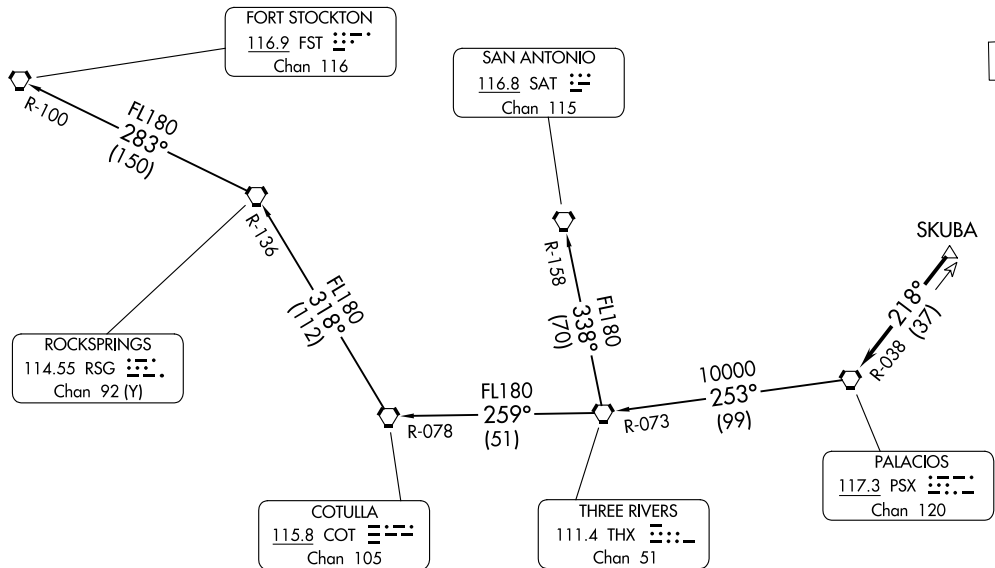 FORT STOCKTON
116.9 FST
Chan 116
SAN ANTONIO
116.8 SAT
Chan 115
R-100
FL180
283°
(150)
R-136
FL180
318°
(112)
R-158
FL180
338°
(70)
SKUBA
218°
(37)
R-038
ROCKSPRINGS
114.55 RSG
Chan 92 (Y)
R-078
FL180
259°
(51)
R-073
10000
253°
(99)
COTULLA
115.8 COT
Chan 105
THREE RIVERS
111.4 THX
Chan 51
PALACIOS
117.3 PSX
Chan 120